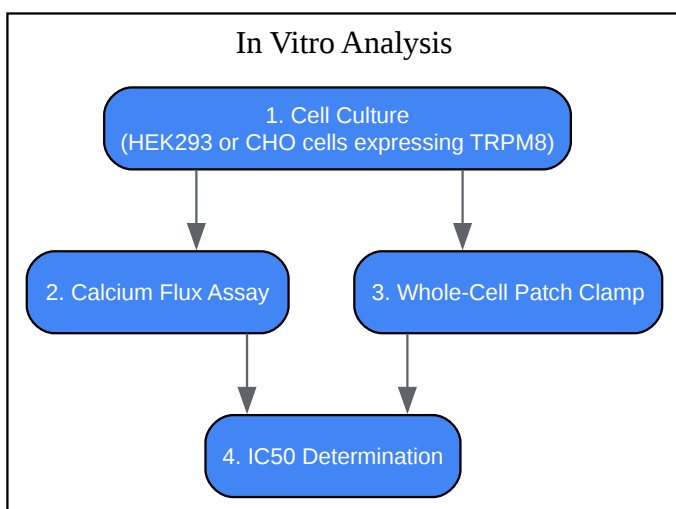 In Vitro Analysis
1. Cell Culture
(HEK293 or CHO cells expressing TRPM8)
2. Calcium Flux Assay
3. Whole-Cell Patch Clamp
4. IC50 Determination